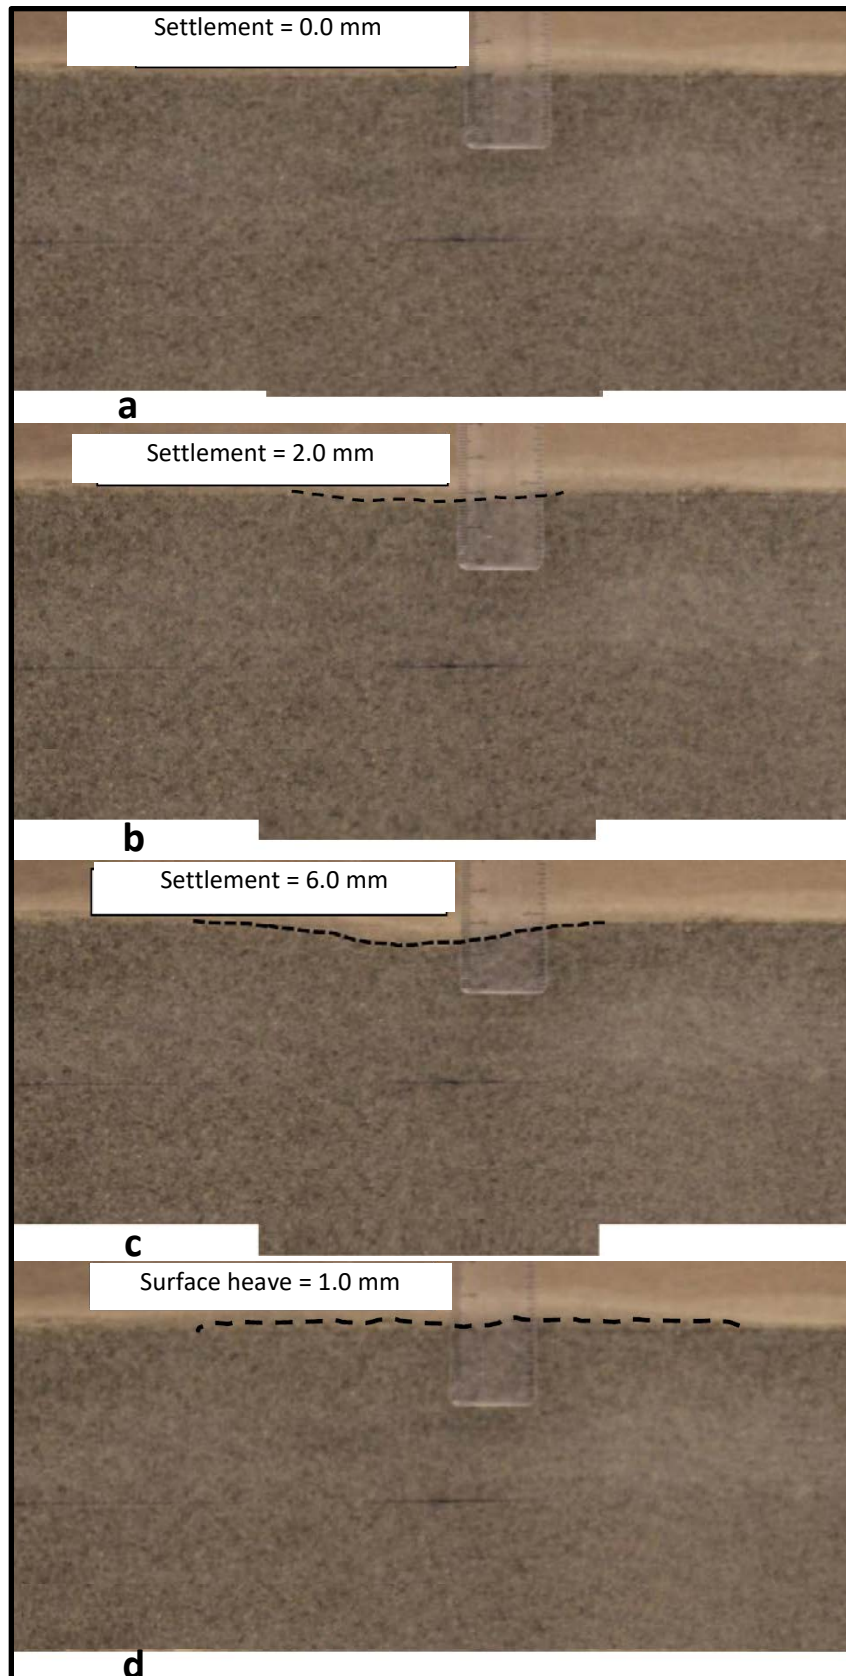 Settlement = 0.0 mm
a
Settlement = 2.0 mm
b
Settlement = 6.0 mm
c
Surface heave = 1.0 mm
d